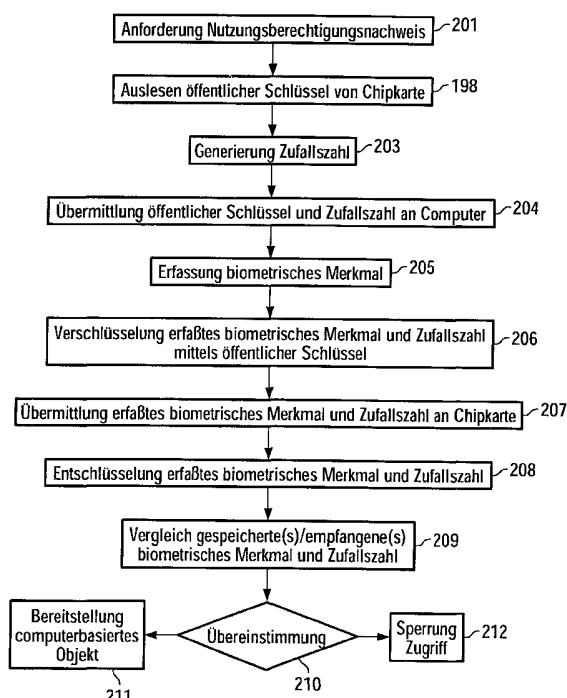 Anforderung Nutzungsberechtigungsnachweis 201
Auslesen öffentlicher Schlüssel von Chipkarte 198
Generierung Zufallszahl 203
Übermittlung öffentlicher Schlüssel und Zufallszahl an Computer 204
Erfassung biometrisches Merkmal 205
Verschlüsselung erfaßtes biometrisches Merkmal und Zufallszahl
mittels öffentlicher Schlüssel 206
Übermittlung erfaßtes biometrisches Merkmal und Zufallszahl an Chipkarte 207
Entschlüsselung erfaßtes biometrisches Merkmal und Zufallszahl 208
Vergleich gespeicherte(s)/empfangene(s)
biometrisches Merkmal und Zufallszahl 209
Bereitstellung
computerbasiertes
Objekt
211
Übereinstimmung
210
Sperrung
Zugriff
212